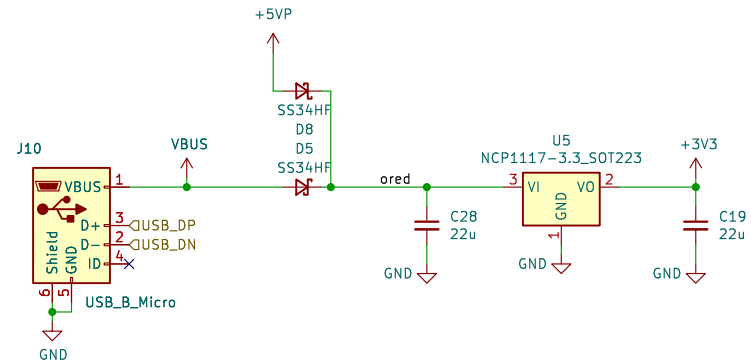 +5VP
SS34HF
D8
D5
SS34HF
J10
VBUS
ored
U5
NCP1117-3.3_SOT223
+3V3
VBUS 1
D+ 3 USB_DP
D- 2 USB_DN
ID 4
Shield 6
GND 5
USB_B_Micro
GND
C28
22u
GND
3 VI
VO 2
GND 1
GND
C19
22u
GND